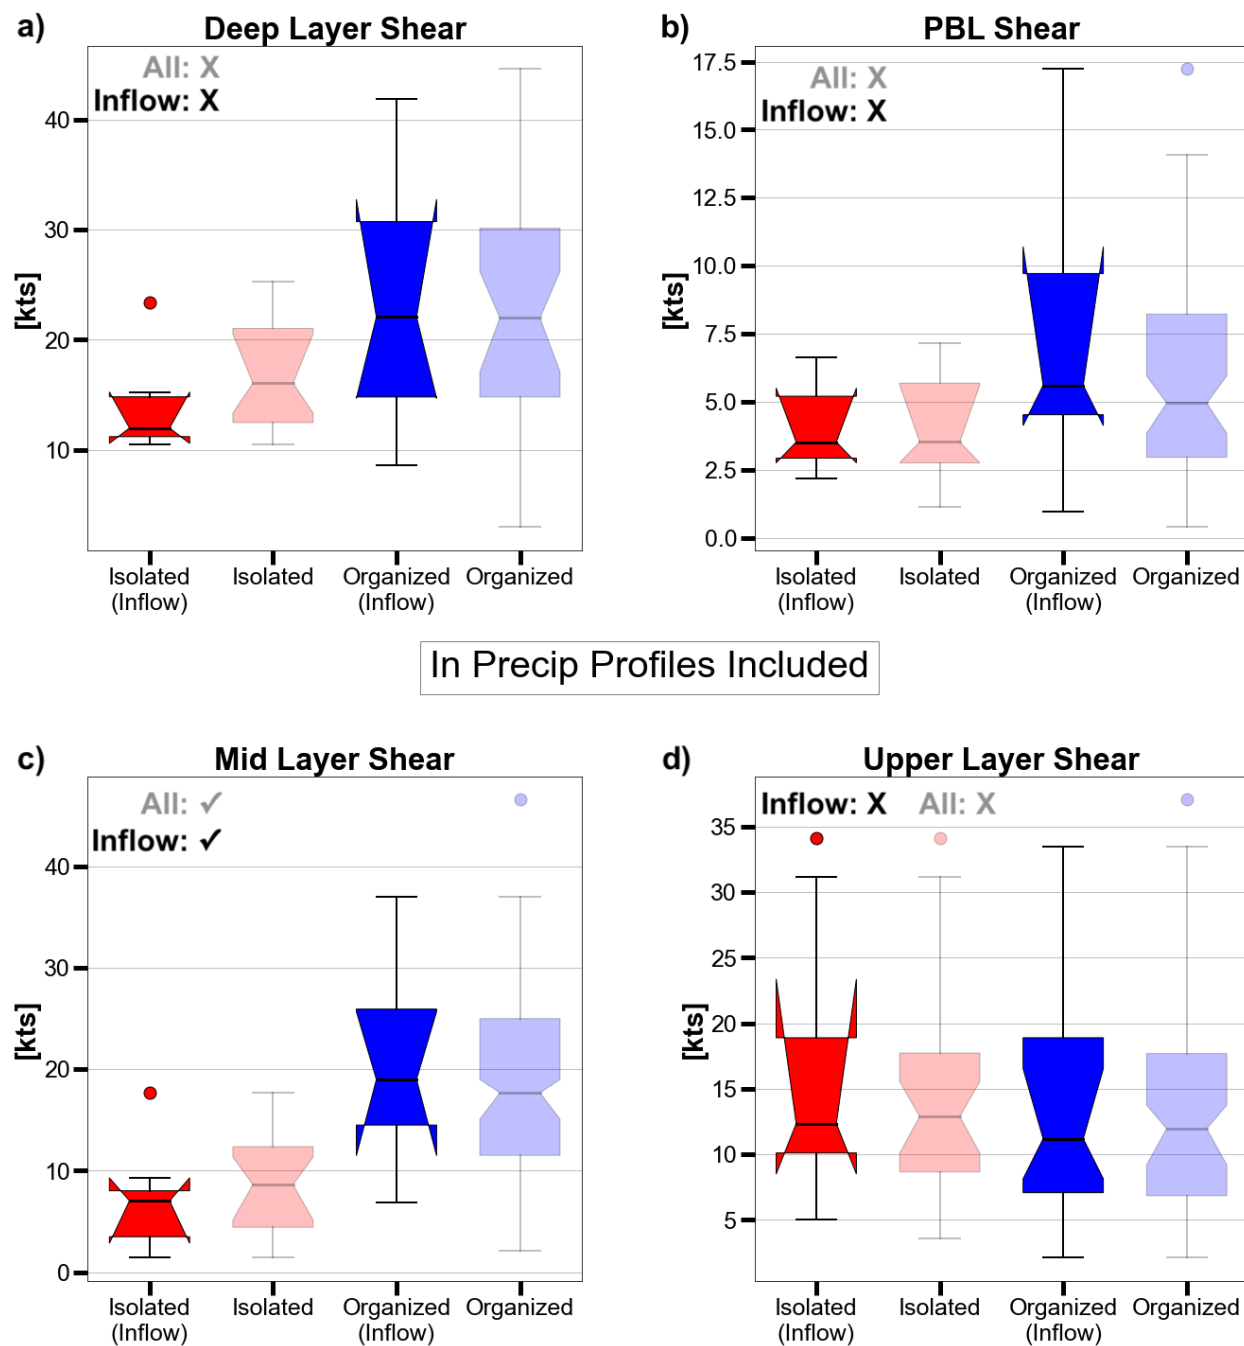 a)
Deep Layer Shear
All: X
Inflow: X
[kts]
40
30
20
10
Isolated
(Inflow)
Isolated
Organized
(Inflow)
Organized
b)
PBL Shear
All: X
Inflow: X
[kts]
17.5
15.0
12.5
10.0
7.5
5.0
2.5
0.0
Isolated
(Inflow)
Isolated
Organized
(Inflow)
Organized
In Precip Profiles Included
c)
Mid Layer Shear
All: ✓
Inflow: ✓
[kts]
40
30
20
10
0
Isolated
(Inflow)
Isolated
Organized
(Inflow)
Organized
d)
Upper Layer Shear
Inflow: X All: X
[kts]
35
30
25
20
15
10
5
Isolated
(Inflow)
Isolated
Organized
(Inflow)
Organized